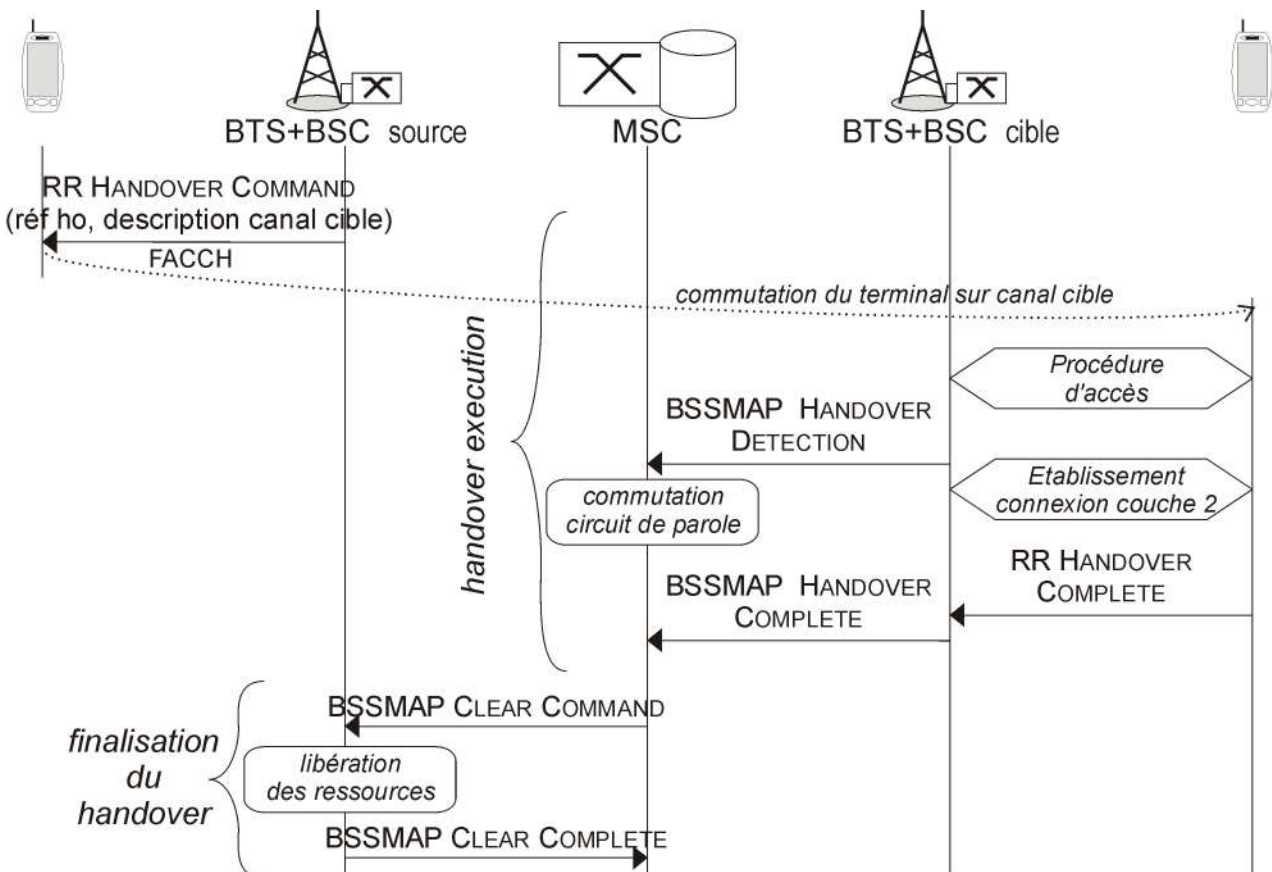 BTS+BSC source
MSC
BTS+BSC cible
RR HANDOVER COMMAND
(réf ho, description canal cible)
FACCH
commutation du terminal sur canal cible
handover execution
Procédure
d'accès
BSSMAP HANDOVER
DETECTION
commutation
circuit de parole
Etablissement
connexion couche 2
RR HANDOVER
COMPLETE
BSSMAP HANDOVER
COMPLETE
finalisation
du
handover
BSSMAP CLEAR COMMAND
libération
des ressources
BSSMAP CLEAR COMPLETE